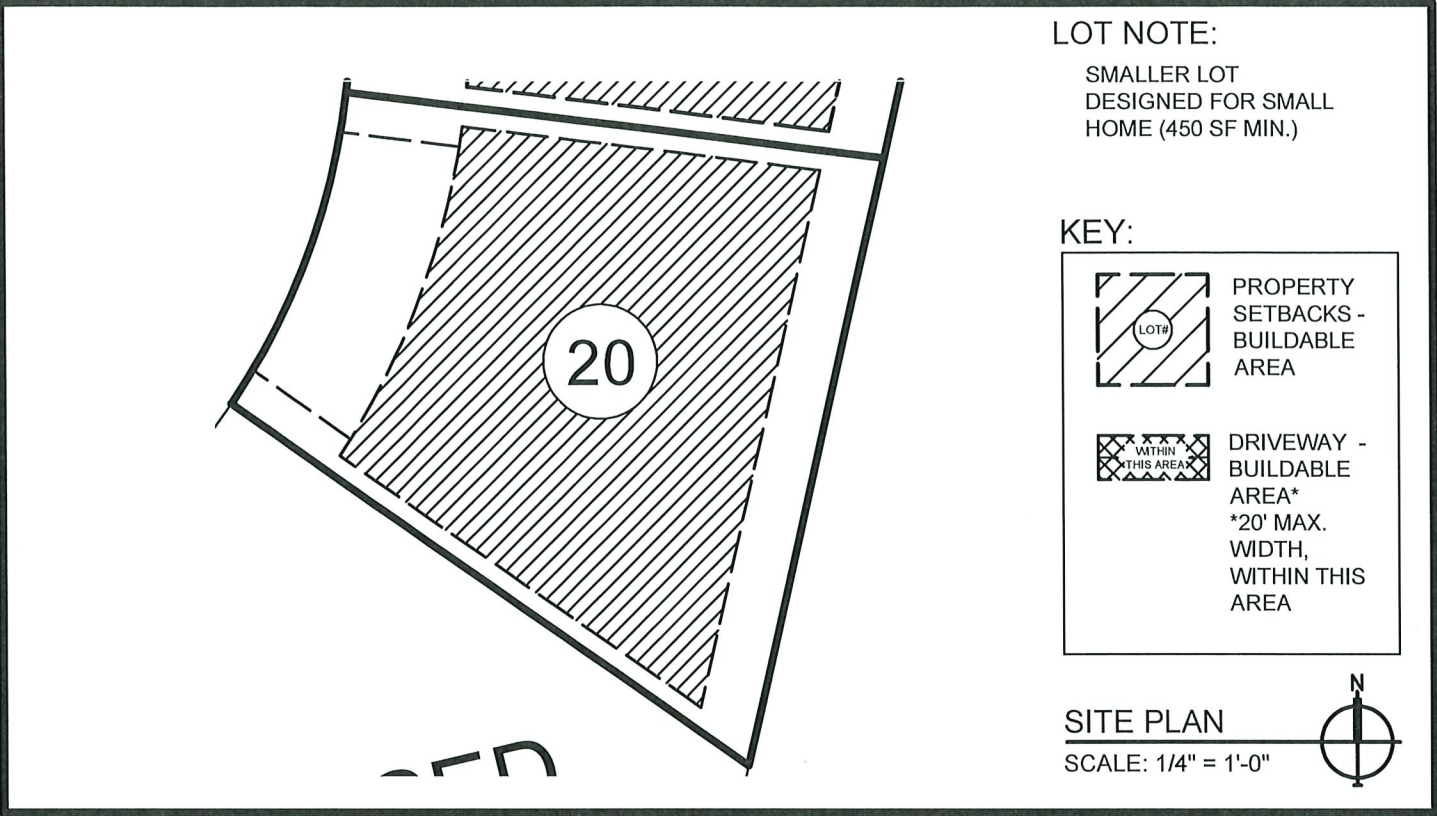 LOT NOTE:
SMALLER LOT
DESIGNED FOR SMALL
HOME (450 SF MIN.)
20
KEY:
LOT#
PROPERTY
SETBACKS -
BUILDABLE
AREA
WITHIN
THIS AREA
DRIVEWAY -
BUILDABLE
AREA*
*20' MAX.
WIDTH,
WITHIN THIS
AREA
N
SITE PLAN
SCALE: 1/4" = 1'-0"